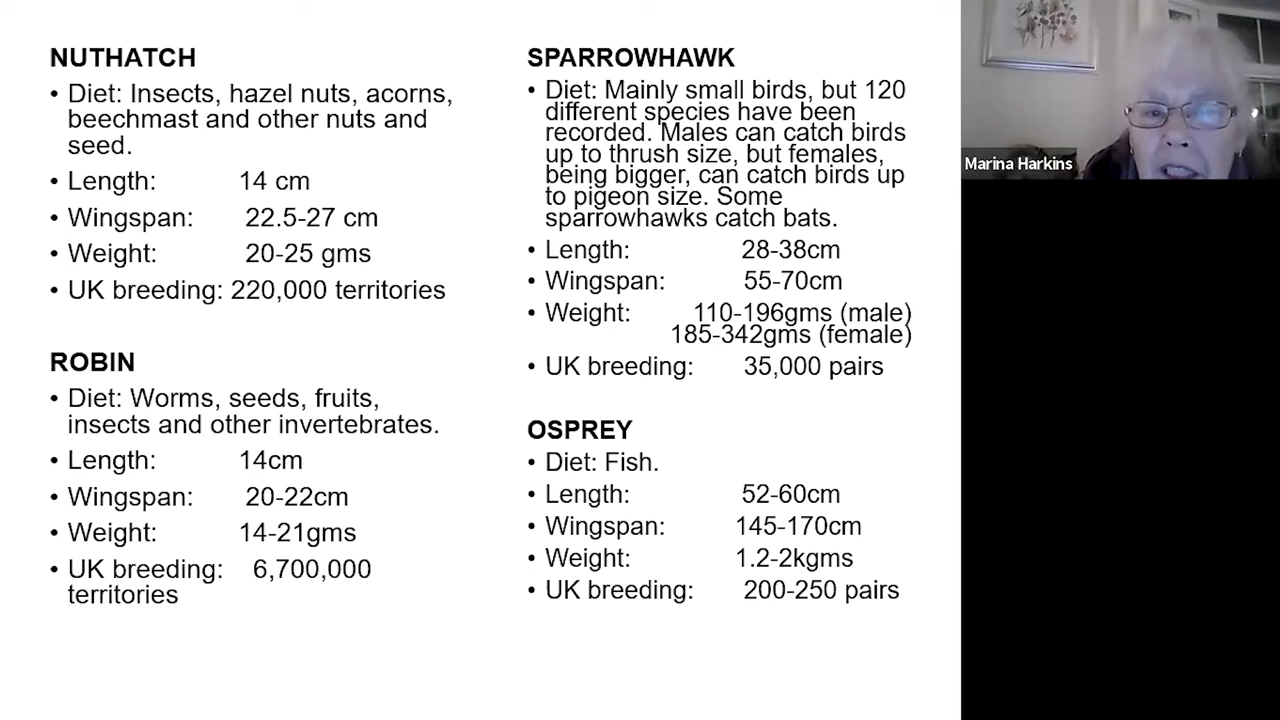 NUTHATCH
• Diet: Insects, hazel nuts, acorns,
beechmast and other nuts and
seed.
• Length: 14 cm
• Wingspan: 22.5-27 cm
• Weight: 20-25 gms
• UK breeding: 220,000 territories
ROBIN
• Diet: Worms, seeds, fruits,
insects and other invertebrates.
• Length: 14cm
• Wingspan: 20-22cm
• Weight: 14-21gms
• UK breeding: 6,700,000
territories
SPARROWHAWK
• Diet: Mainly small birds, but 120
different species have been
recorded. Males can catch birds
up to thrush size, but females,
being bigger, can catch birds up
to pigeon size. Some
sparrowhawks catch bats.
• Length: 28-38cm
• Wingspan: 55-70cm
• Weight: 110-196gms (male)
185-342gms (female)
• UK breeding: 35,000 pairs
OSPREY
• Diet: Fish.
• Length: 52-60cm
• Wingspan: 145-170cm
• Weight: 1.2-2kgms
• UK breeding: 200-250 pairs
Marina Harkins